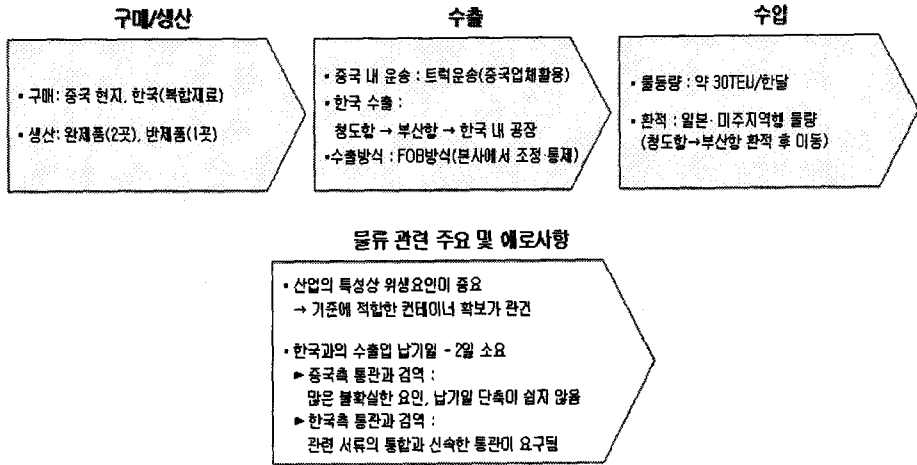 구매/생산
수출
수입
• 구매: 중국 현지, 한국(복합재료)
• 생산: 완제품(2곳), 반제품(1곳)
• 중국 내 운송 : 트럭운송(중국업체활용)
• 한국 수출 :
청도항 → 부산항 → 한국 내 공장
•수출방식 : FOB방식(본사에서 조정·통제)
• 물동량 : 약 30TEU/한달
• 환적 : 일본·미주지역행 물량
(청도항→부산항 환적 후 이동)
물류 관련 주요 및 애로사항
• 산업의 특성상 위생요인이 중요
→ 기준에 적합한 컨테이너 확보가 관건
• 한국과의 수출입 납기일 - 2일 소요
► 중국측 통관과 검역 :
많은 불확실한 요인, 납기일 단축이 쉽지 않음
► 한국측 통관과 검역 :
관련 서류의 통합과 신속한 통관이 요구됨